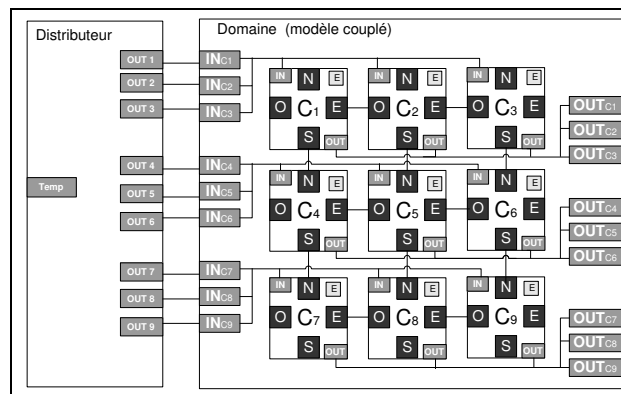 Distributeur
Domaine (modèle couplé)
OUT 1
OUT 2
OUT 3
Temp
OUT 4
OUT 5
OUT 6
OUT 7
OUT 8
OUT 9
INC1
INC2
INC3
INC4
INC5
INC6
INC7
INC8
INC9
IN N E
O C1 E
S OUT
IN N E
O C2 E
S OUT
IN N E
O C3 E
S OUT
OUTC1
OUTC2
OUTC3
IN N E
O C4 E
S OUT
IN N E
O C5 E
S OUT
IN N E
O C6 E
S OUT
OUTC4
OUTC5
OUTC6
IN N E
O C7 E
S OUT
IN N E
O C8 E
S OUT
IN N E
O C9 E
S OUT
OUTC7
OUTC8
OUTC9